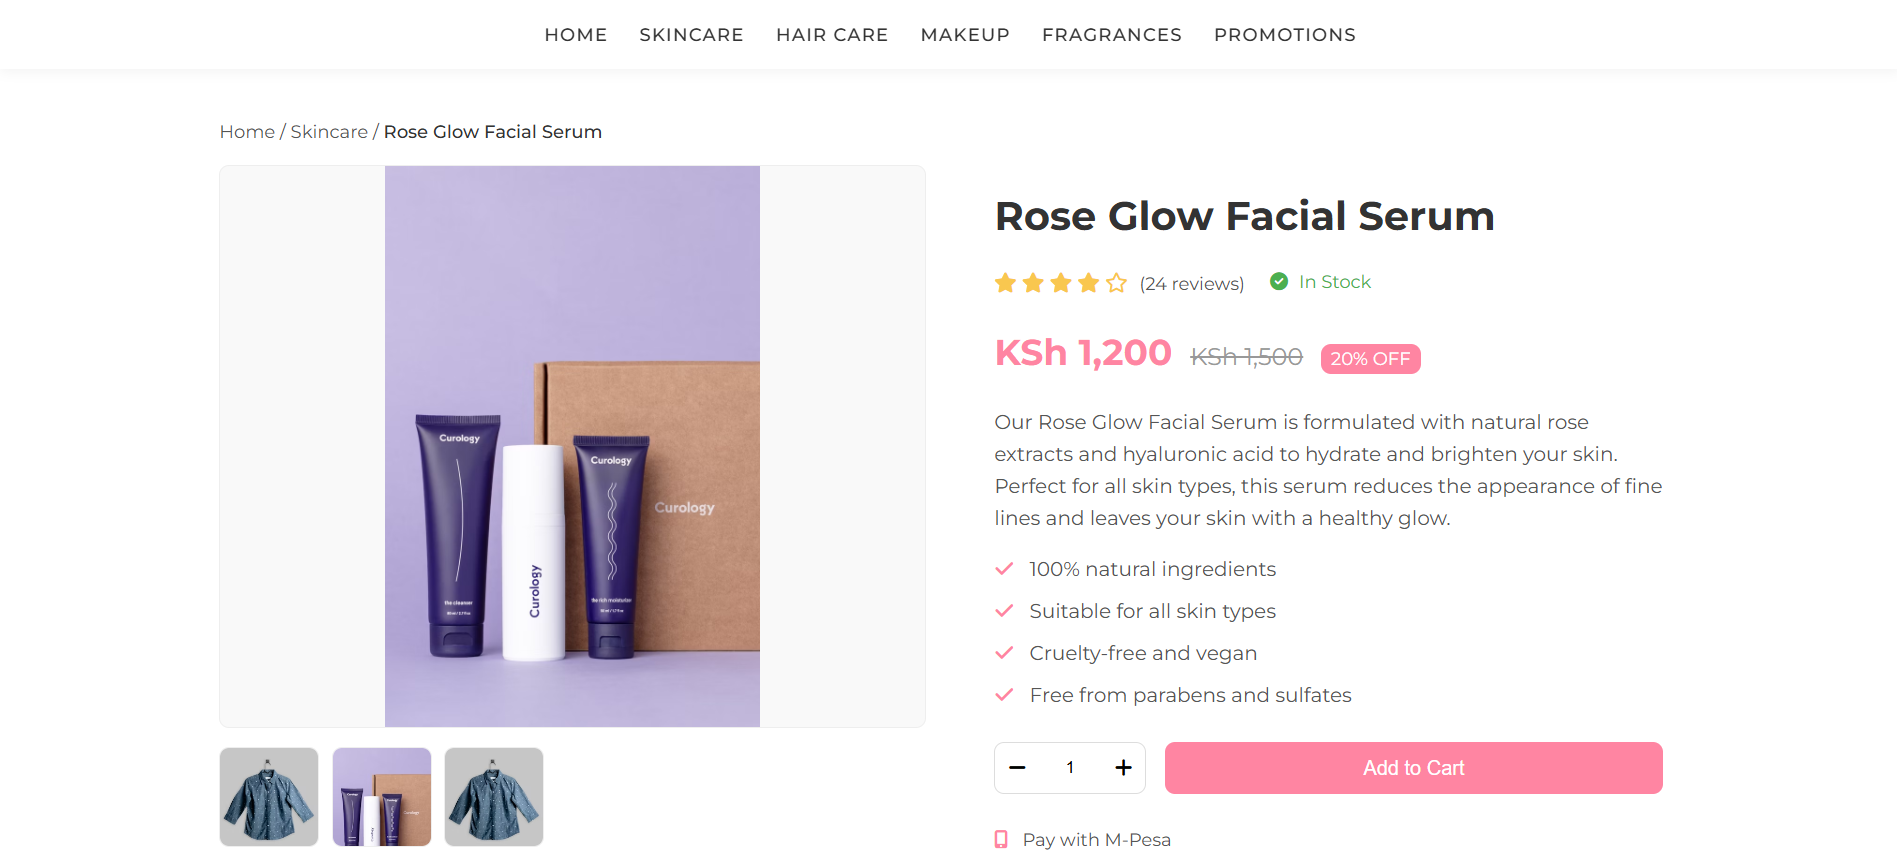 HOME SKINCARE HAIR CARE MAKEUP FRAGRANCES PROMOTIONS
Home / Skincare / Rose Glow Facial Serum
Curology
the cleanser
Curology
Curology
the rich moisturizer
Curology
Rose Glow Facial Serum
(24 reviews) In Stock
KSh 1,200 KSh 1,500 20% OFF
Our Rose Glow Facial Serum is formulated with natural rose
extracts and hyaluronic acid to hydrate and brighten your skin.
Perfect for all skin types, this serum reduces the appearance of fine
lines and leaves your skin with a healthy glow.
100% natural ingredients
Suitable for all skin types
Cruelty-free and vegan
Free from parabens and sulfates
1 Add to Cart
Pay with M-Pesa